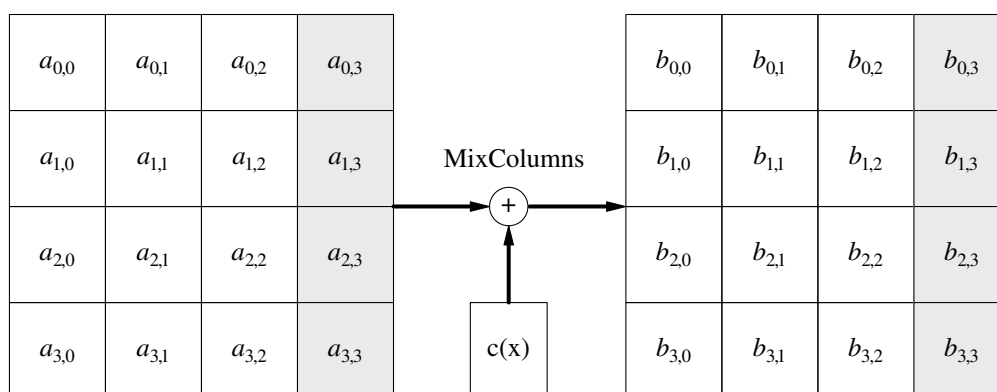 a0,0 a0,1 a0,2 a0,3 b0,0 b0,1 b0,2 b0,3
a1,0 a1,1 a1,2 a1,3 MixColumns b1,0 b1,1 b1,2 b1,3
+
a2,0 a2,1 a2,2 a2,3 b2,0 b2,1 b2,2 b2,3
a3,0 a3,1 a3,2 a3,3 c(x) b3,0 b3,1 b3,2 b3,3